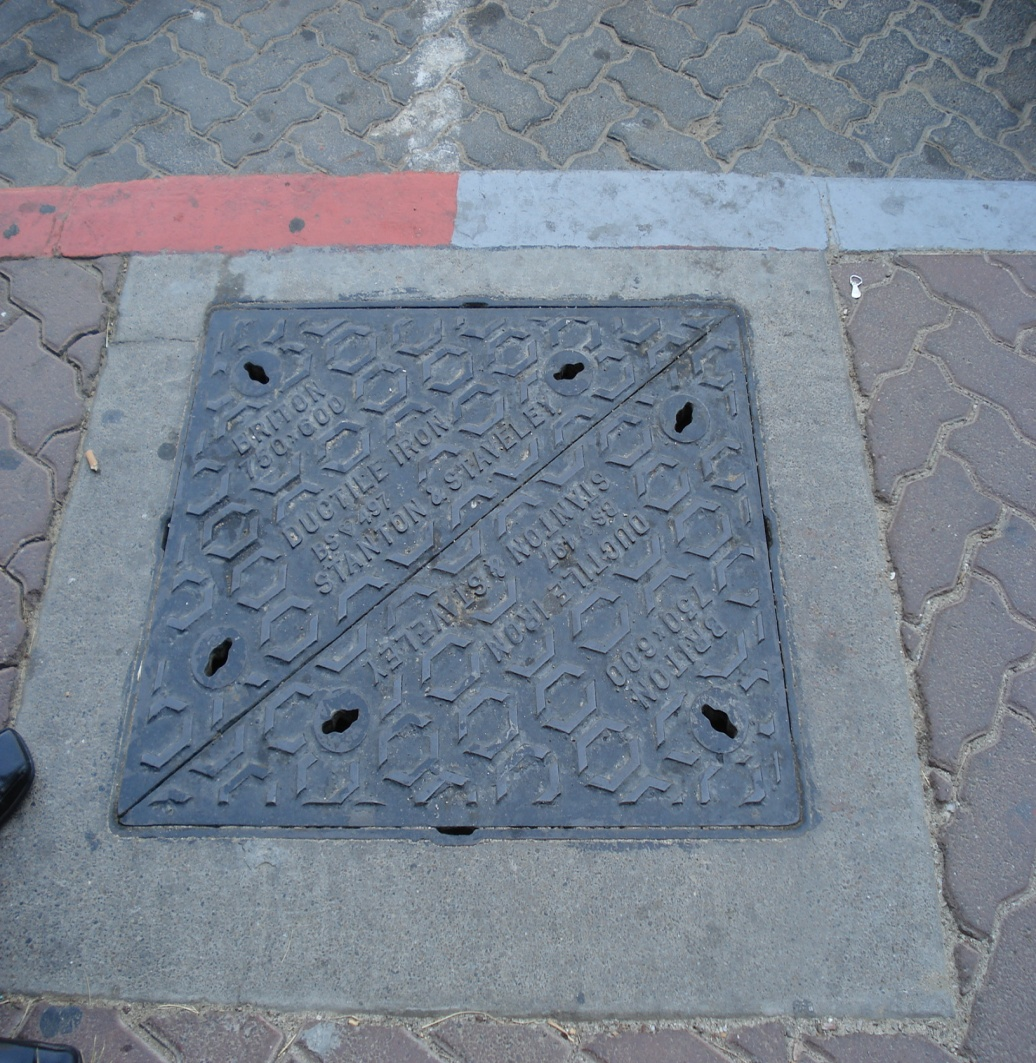 BRITON
750 X 600
DUCTILE IRON
BS × 497
STANTON & STAVELEY
STANTON & STAVELEY
BS × 497
DUCTILE IRON
750 X 600
BRITON